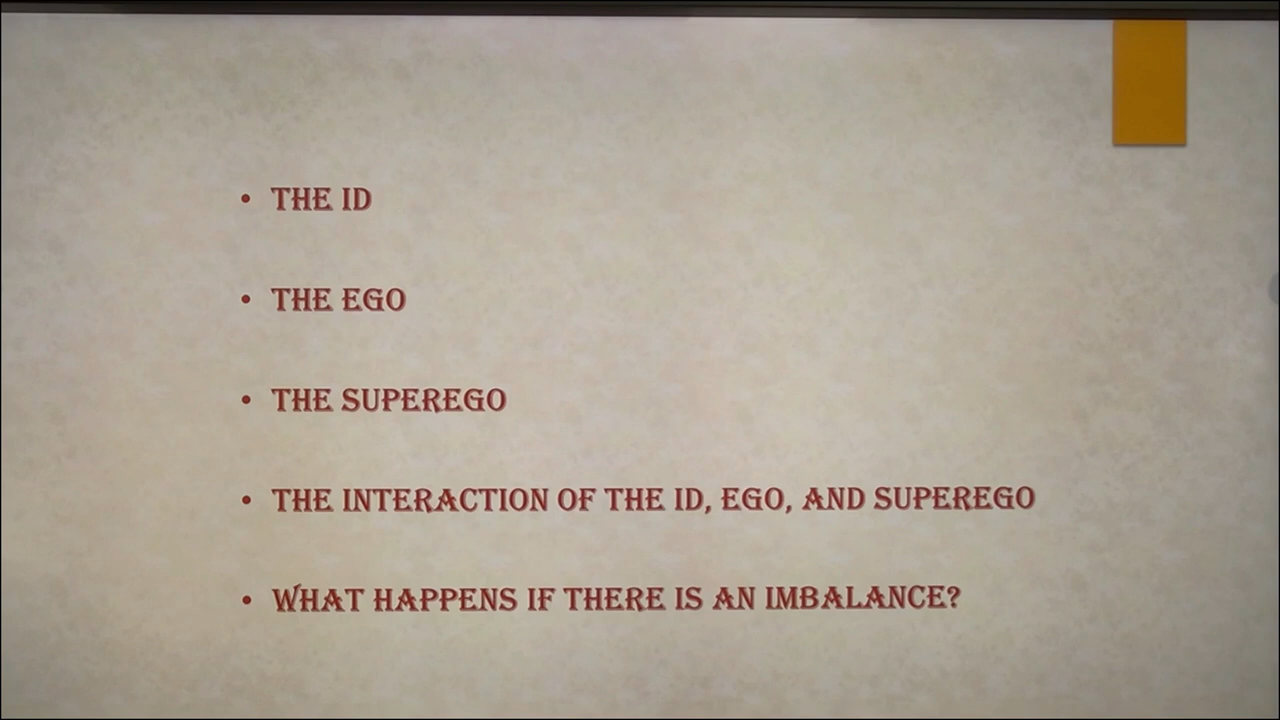 • THE ID
• THE EGO
• THE SUPEREGO
• THE INTERACTION OF THE ID, EGO, AND SUPEREGO
• WHAT HAPPENS IF THERE IS AN IMBALANCE?